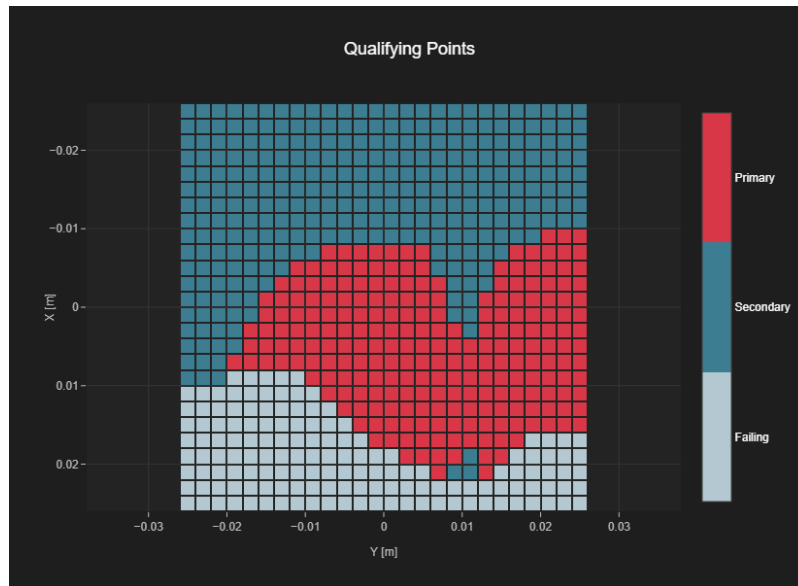 Qualifying Points
Primary
Secondary
Failing
−0.02
−0.01
0
0.01
0.02
X [m]
−0.03
−0.02
−0.01
0
0.01
0.02
0.03
Y [m]